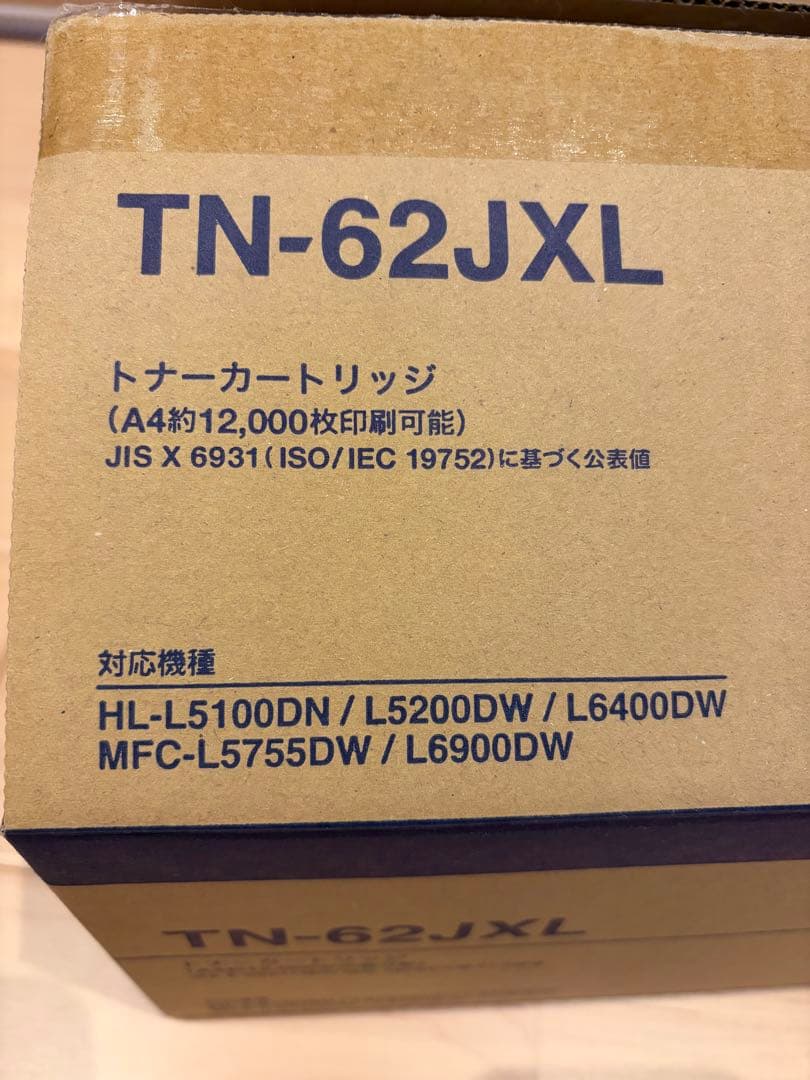 TN-62JXL
トナーカートリッジ
(A4約12,000枚印刷可能)
JIS X 6931(ISO/IEC 19752)に基づく公表値
対応機種
HL-L5100DN / L5200DW / L6400DW
MFC-L5755DW / L6900DW
TN-62JXL